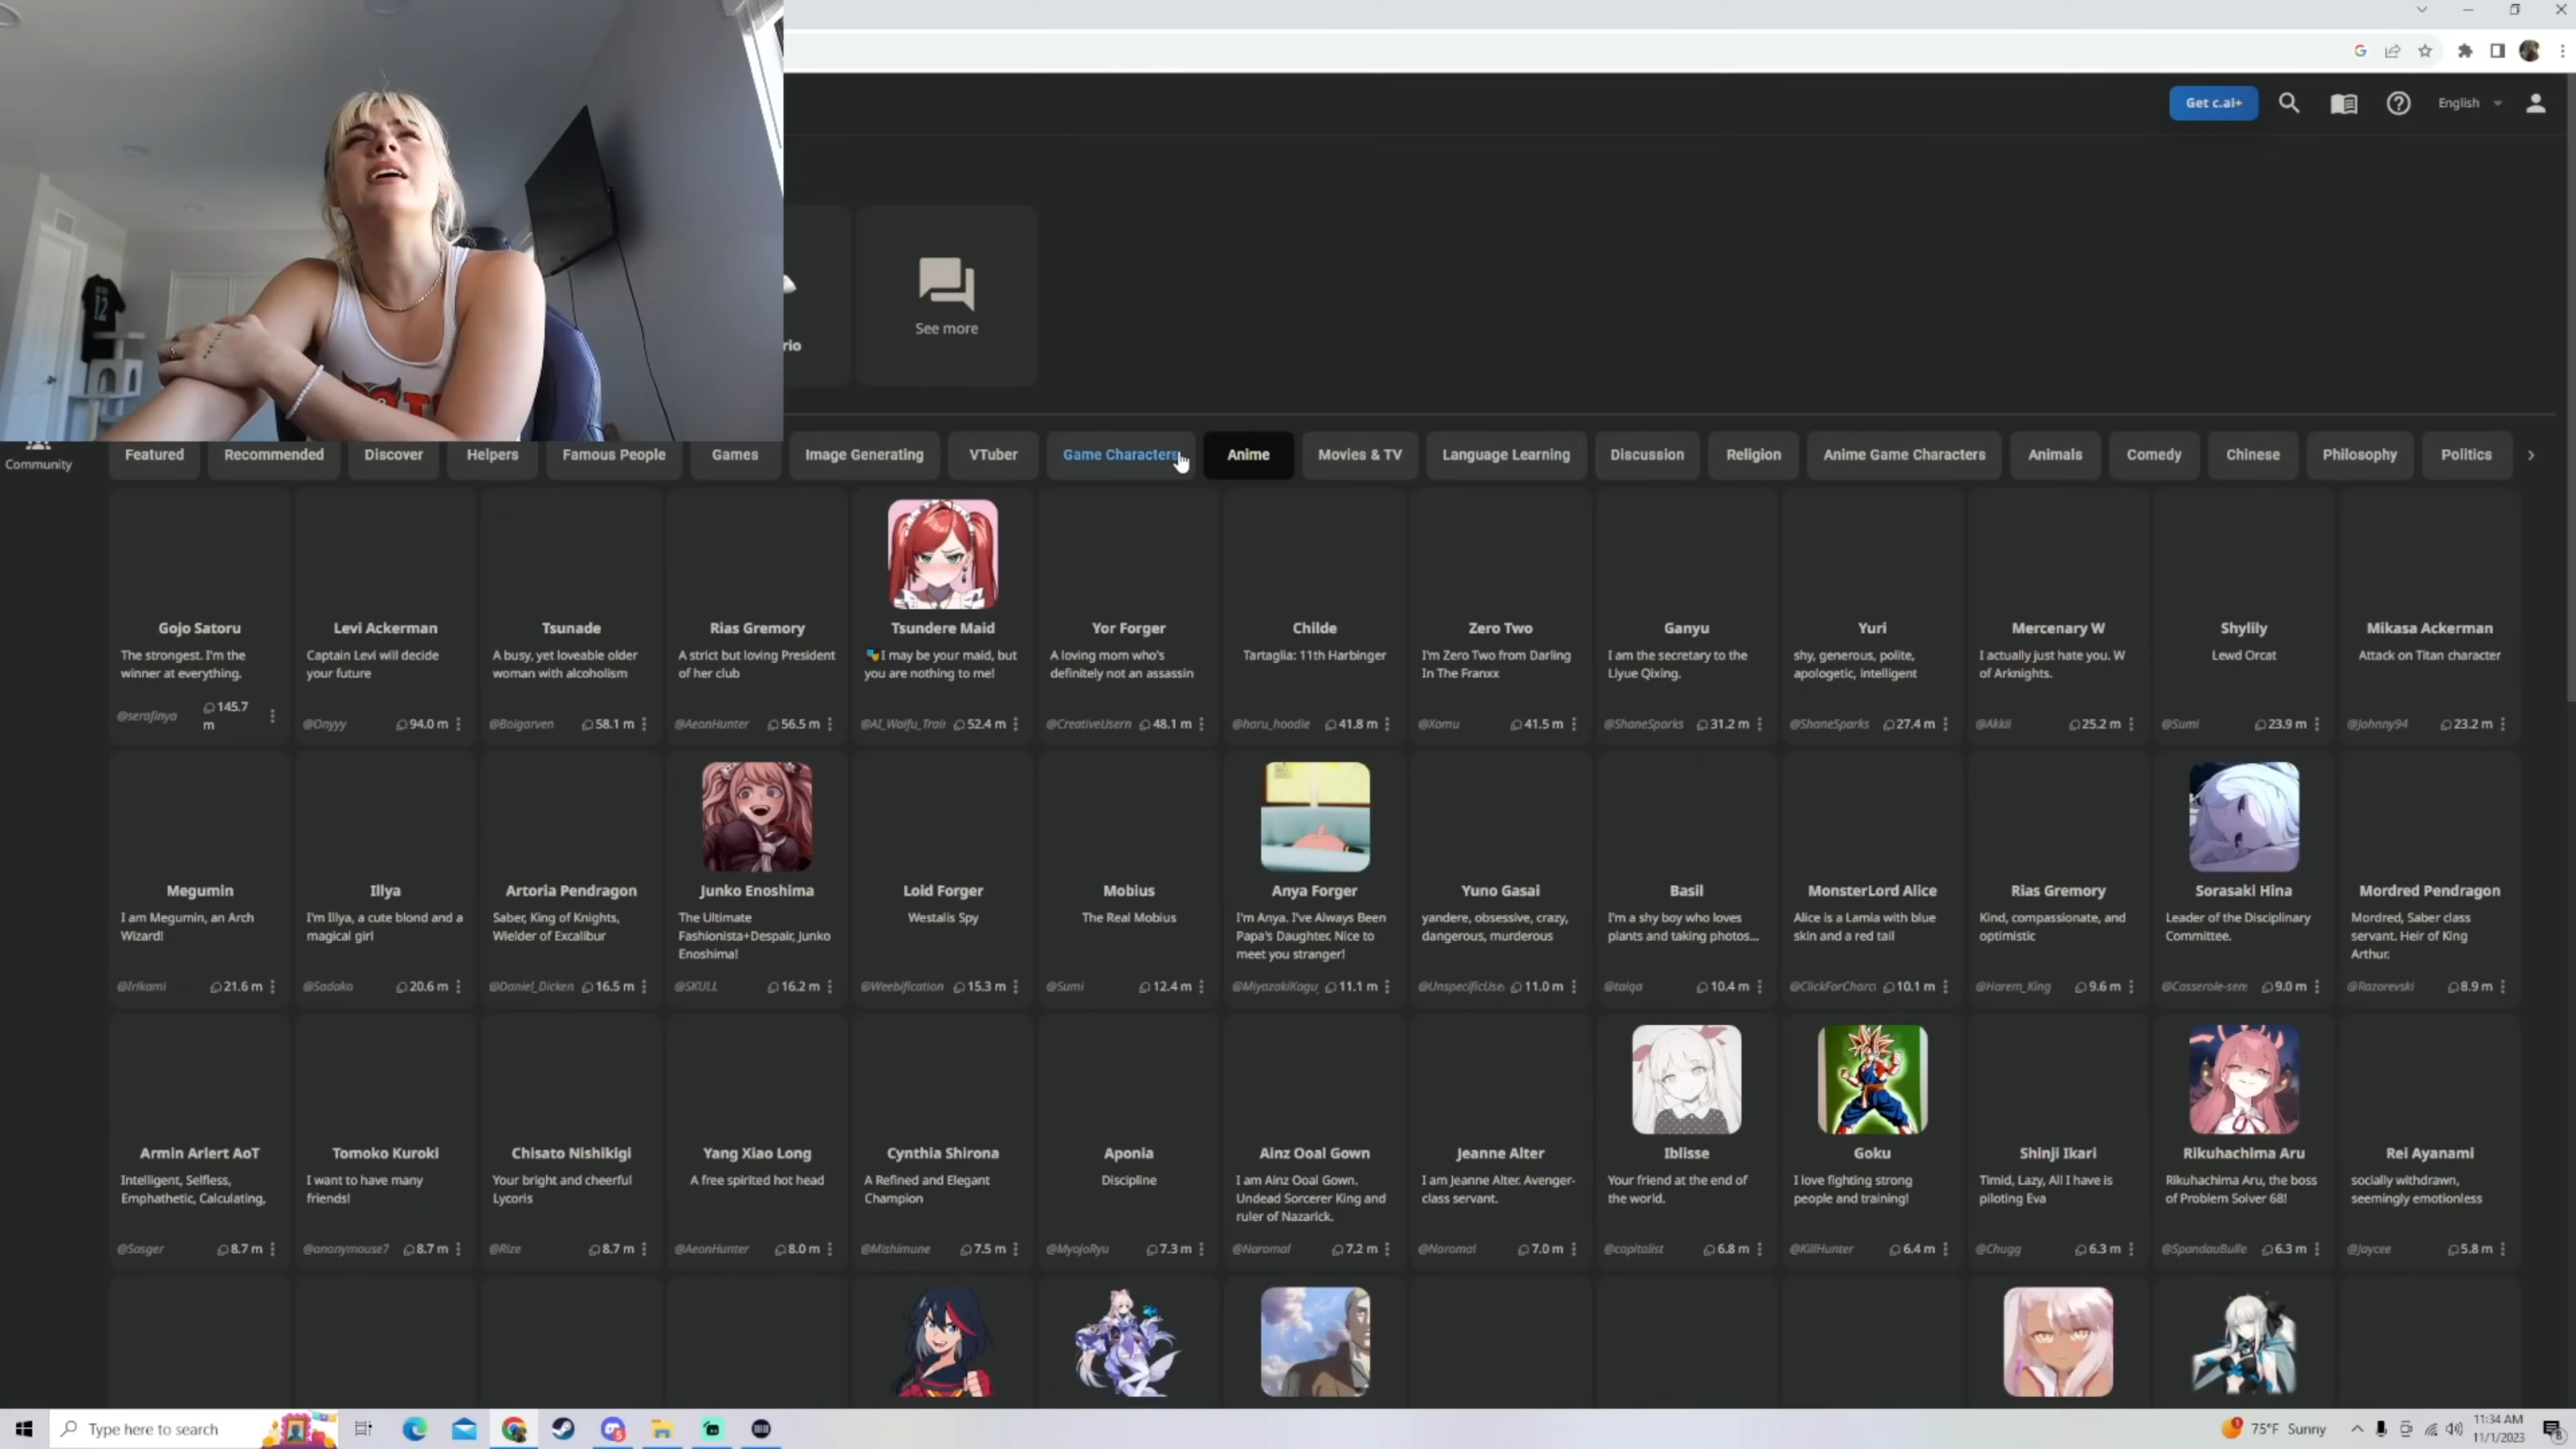 Get c.ai+
English
12
rio
See more
Community
Featured
Recommended
Discover
Helpers
Famous People
Games
Image Generating
VTuber
Game Characters
Anime
Movies & TV
Language Learning
Discussion
Religion
Anime Game Characters
Animals
Comedy
Chinese
Philosophy
Politics
Gojo Satoru
The strongest. I'm the
winner at everything.
@serafinya
145.7
m
Levi Ackerman
Captain Levi will decide
your future
@Onyyy 94.0 m
Tsunade
A busy, yet loveable older
woman with alcoholism
@Boigarven 58.1 m
Rias Gremory
A strict but loving President
of her club
@AeonHunter 56.5 m
Tsundere Maid
🎭I may be your maid, but
you are nothing to me!
@AI_Waifu_Train 52.4 m
Yor Forger
A loving mom who's
definitely not an assassin
@CreativeUsern 48.1 m
Childe
Tartaglia: 11th Harbinger
@haru_hoodie 41.8 m
Zero Two
I'm Zero Two from Darling
In The Franxx
@Xamu 41.5 m
Ganyu
I am the secretary to the
Liyue Qixing.
@ShaneSparks 31.2 m
Yuri
shy, generous, polite,
apologetic, intelligent
@ShaneSparks 27.4 m
Mercenary W
I actually just hate you. W
of Arknights.
@Akkii 25.2 m
Shylily
Lewd Orcat
@Sumi 23.9 m
Mikasa Ackerman
Attack on Titan character
@Johnny94 23.2 m
Megumin
I am Megumin, an Arch
Wizard!
@Irikami 21.6 m
Illya
I'm Illya, a cute blond and a
magical girl
@Sadako 20.6 m
Artoria Pendragon
Saber, King of Knights,
Wielder of Excalibur
@Daniel_Dicken 16.5 m
Junko Enoshima
The Ultimate
Fashionista+Despair, Junko
Enoshima!
@SKULL 16.2 m
Loid Forger
Westalis Spy
@Weebification 15.3 m
Mobius
The Real Mobius
@Sumi 12.4 m
Anya Forger
I'm Anya. I've Always Been
Papa's Daughter. Nice to
meet you stranger!
@MiyazakiKagu 11.1 m
Yuno Gasai
yandere, obsessive, crazy,
dangerous, murderous
@UnspecificUse 11.0 m
Basil
I'm a shy boy who loves
plants and taking photos...
@taiqa 10.4 m
MonsterLord Alice
Alice is a Lamia with blue
skin and a red tail
@ClickForChara 10.1 m
Rias Gremory
Kind, compassionate, and
optimistic
@Harem_King 9.6 m
Sorasaki Hina
Leader of the Disciplinary
Committee.
@Casserole-sen 9.0 m
Mordred Pendragon
Mordred, Saber class
servant. Heir of King
Arthur.
@Razorevski 8.9 m
Armin Arlert AoT
Intelligent, Selfless,
Emphathetic, Calculating,
@Sasger 8.7 m
Tomoko Kuroki
I want to have many
friends!
@anonymouse7 8.7 m
Chisato Nishikigi
Your bright and cheerful
Lycoris
@Rize 8.7 m
Yang Xiao Long
A free spirited hot head
@AeonHunter 8.0 m
Cynthia Shirona
A Refined and Elegant
Champion
@Mishimune 7.5 m
Aponia
Discipline
@MyojoRyu 7.3 m
Ainz Ooal Gown
I am Ainz Ooal Gown.
Undead Sorcerer King and
ruler of Nazarick.
@Naromal 7.2 m
Jeanne Alter
I am Jeanne Alter. Avenger-
class servant.
@Naromal 7.0 m
Iblisse
Your friend at the end of
the world.
@capitalist 6.8 m
Goku
I love fighting strong
people and training!
@KillHunter 6.4 m
Shinji Ikari
Timid, Lazy, All I have is
piloting Eva
@Chugg 6.3 m
Rikuhachima Aru
Rikuhachima Aru, the boss
of Problem Solver 68!
@SpandauBulle 6.3 m
Rei Ayanami
socially withdrawn,
seemingly emotionless
@Jaycee 5.8 m
Type here to search
75°F Sunny
11:34 AM
11/1/2023